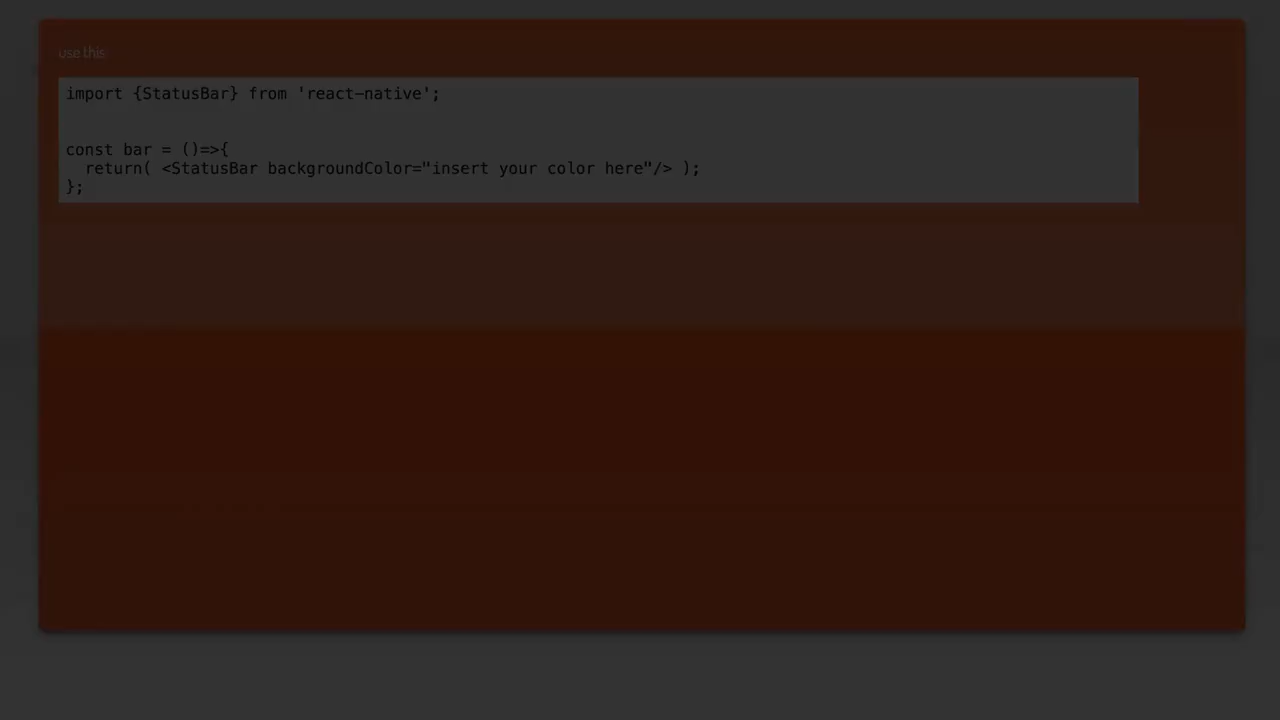 use this:
import {StatusBar} from 'react-native';
const bar = ()=>{
  return( <StatusBar backgroundColor="insert your color here"/> );
};